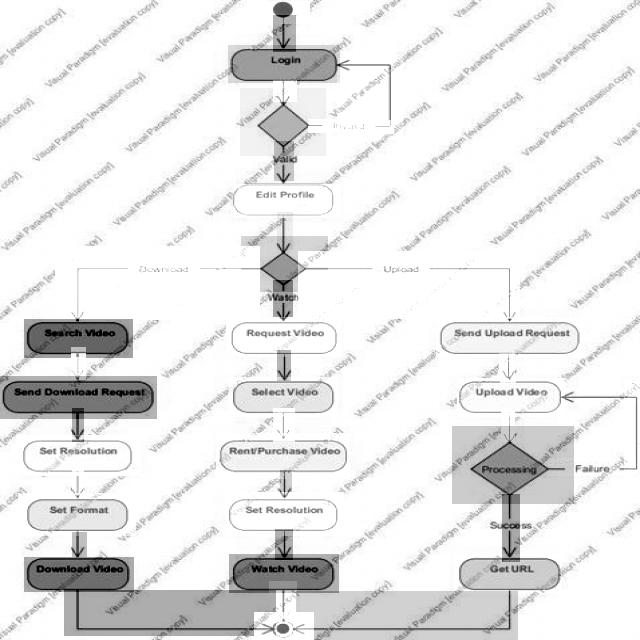 Login
Invalid
Valid
Edit Profile
Download
Upload
Watch
Search Video
Request Video
Send Upload Request
Send Download Request
Select Video
Upload Video
Set Resolution
Rent/Purchase Video
Processing
Failure
Set Format
Set Resolution
Success
Download Video
Watch Video
Get URL
Visual Paradigm [evaluation copy]